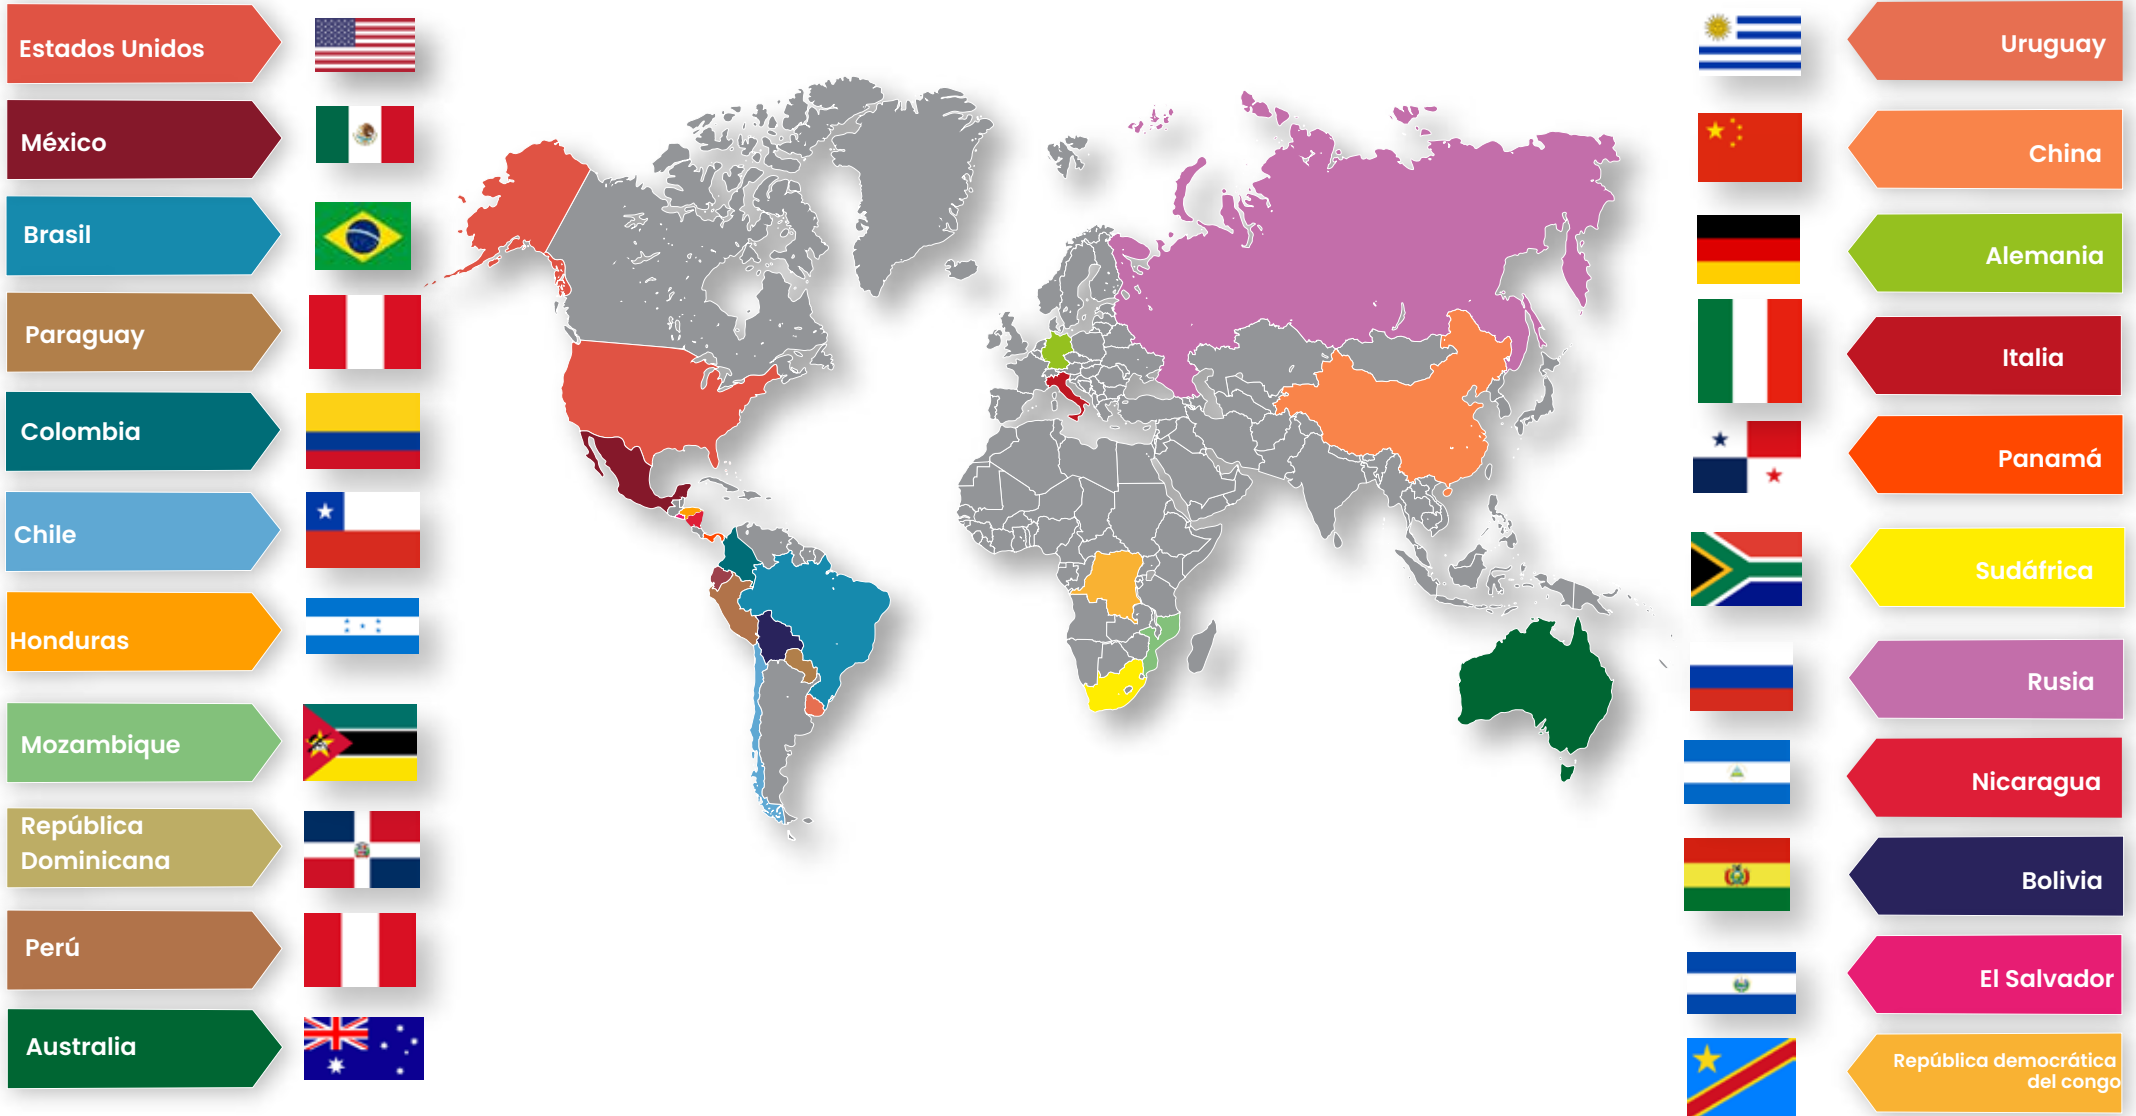 Estados Unidos
México
Brasil
Paraguay
Colombia
Chile
Honduras
Mozambique
República
Dominicana
Perú
Australia
Uruguay
China
Alemania
Italia
Panamá
Sudáfrica
Rusia
Nicaragua
Bolivia
El Salvador
República democrática
del congo